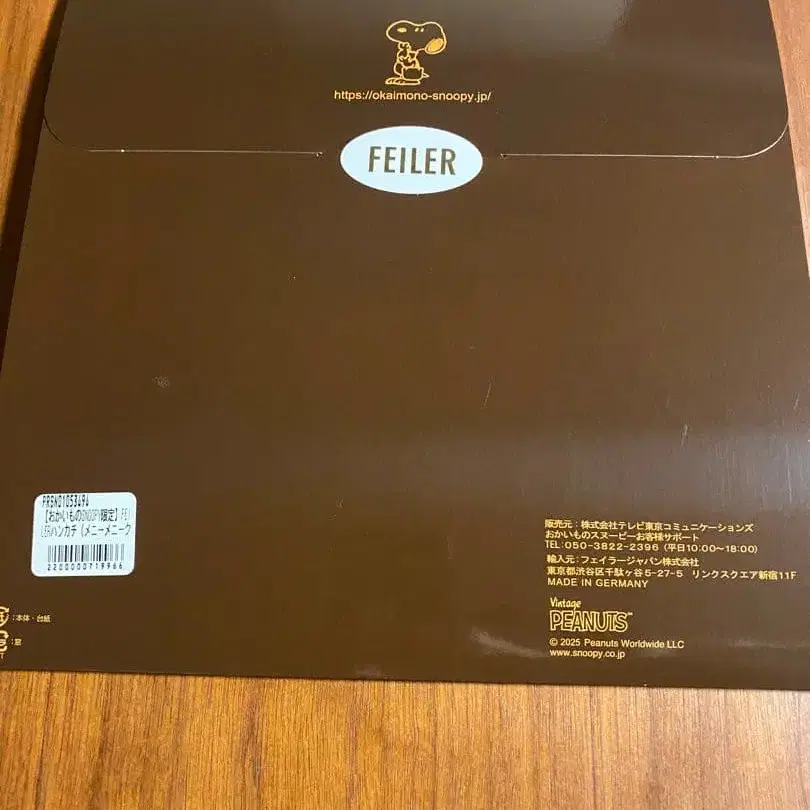 https://okaimono-snoopy.jp/
FEILER
PRSN01053496
【おかいものSNOOPY限定】FEI
LERハンカチ（メニーメニーク
2200000719966
:本体・台紙
:窓
販売元：株式会社テレビ東京コミュニケーションズ
おかいものスヌーピーお客様サポート
TEL:050-3822-2396（平日10:00〜18:00）
輸入元：フェイラージャパン株式会社
東京都渋谷区千駄ヶ谷5-27-5 リンクスクエア新宿11F
MADE IN GERMANY
Vintage
PEANUTS™
© 2025 Peanuts Worldwide LLC
www.snoopy.co.jp